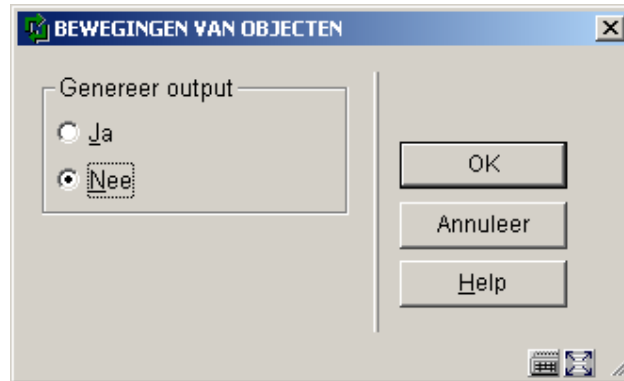 BEWEGINGEN VAN OBJECTEN
Genereer output
Ja
Nee
OK
Annuleer
Help